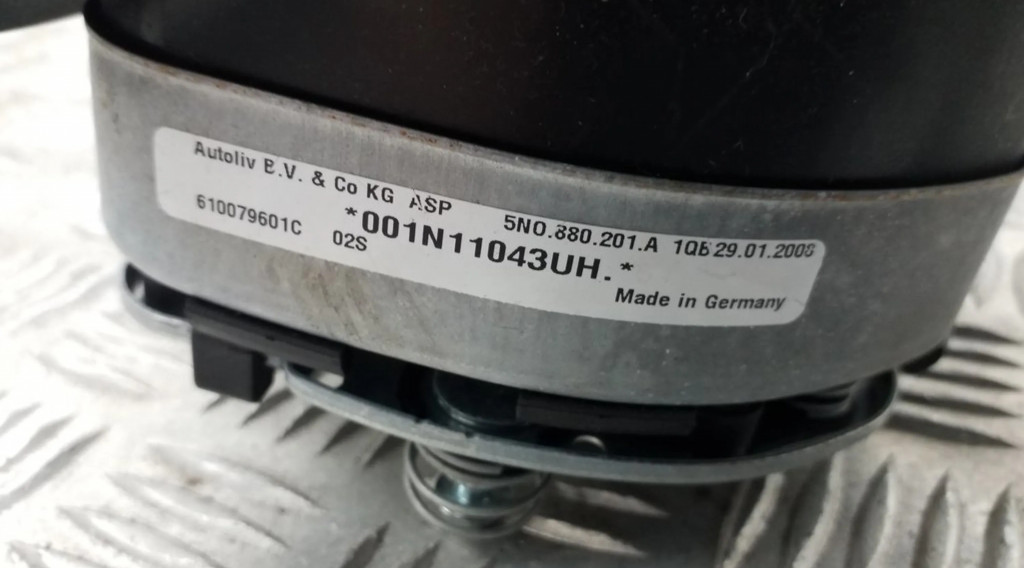 Autoliv B.V. & Co KG ASP 5N0.880.201.A 1QB 29.01.2008
610079601C 02S *001N11043UH.*
Made in Germany